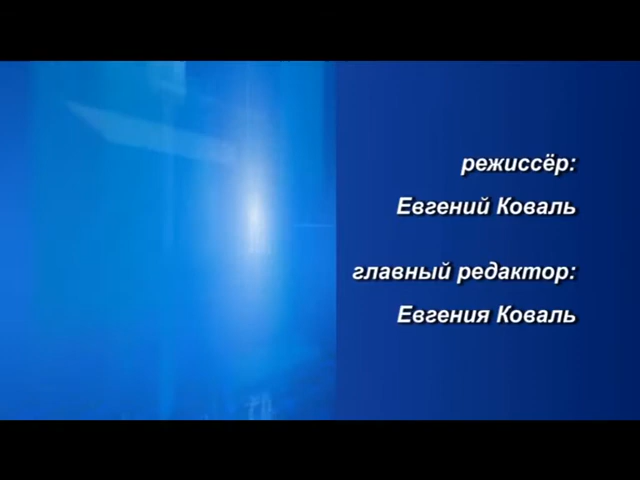 режиссёр:
Евгений Коваль
главный редактор:
Евгения Коваль